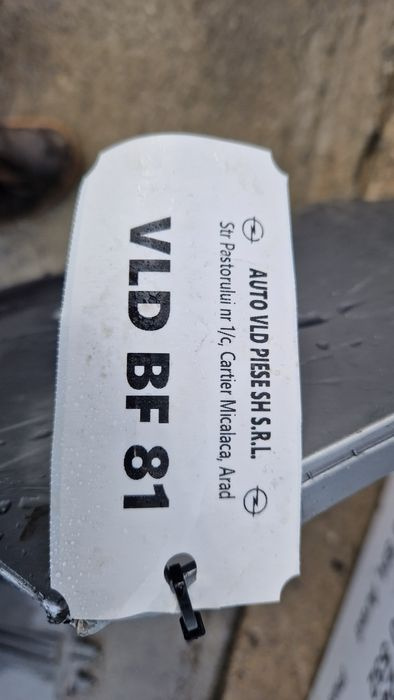 AUTO VLD PIESE SH S.R.L.
Str Pastorului nr 1/c, Cartier Micalaca, Arad
VLD BF 81